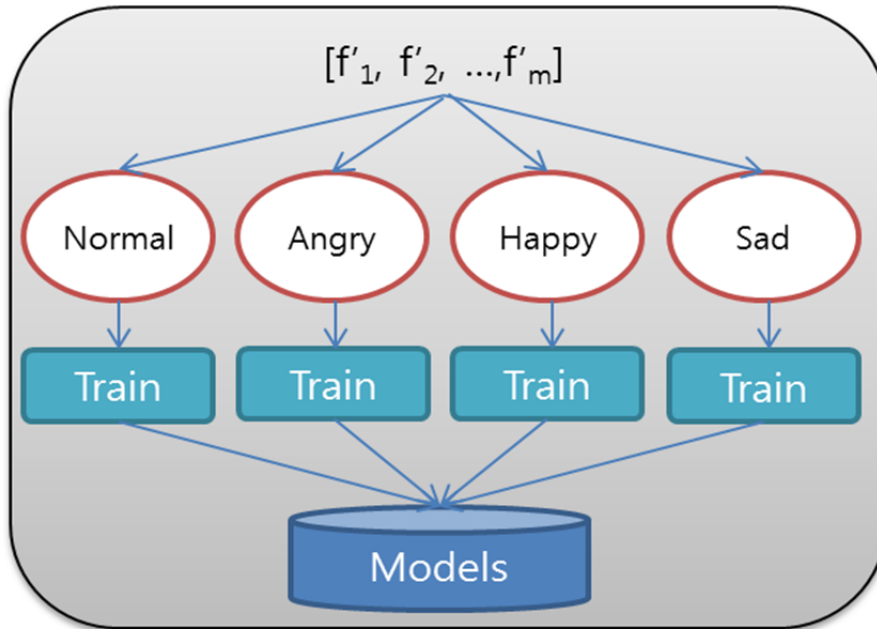 [f′₁, f′₂, ...,f′ₘ]
Normal Angry Happy Sad
Train Train Train Train
Models